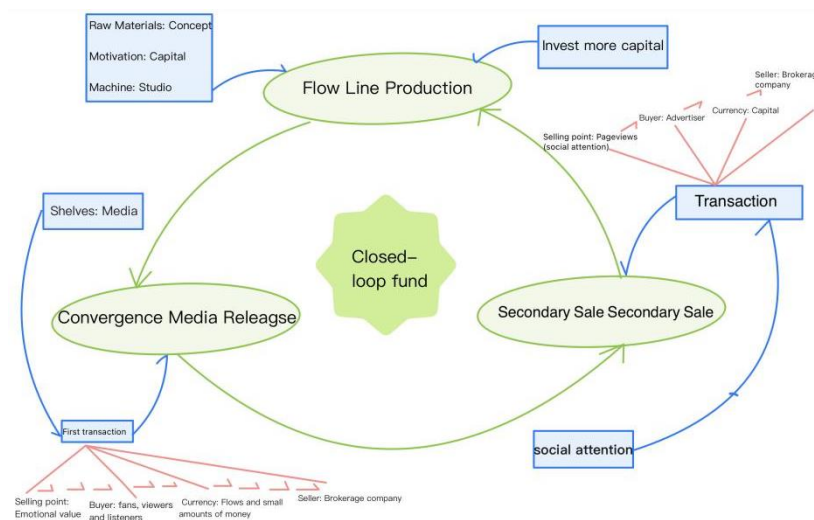 Raw Materials: Concept
Motivation: Capital
Machine: Studio
Invest more capital
Flow Line Production
Seller: Brokerage
company
Buyer: Advertiser
Currency: Capital
Selling point: Pageviews
(social attention)
Transaction
Shelves: Media
Closed-
loop fund
Convergence Media Releagse
Secondary Sale Secondary Sale
First transaction
social attention
Selling point:
Emotional value
Buyer: fans, viewers
and listeners
Currency: Flows and small
amounts of money
Seller: Brokerage company